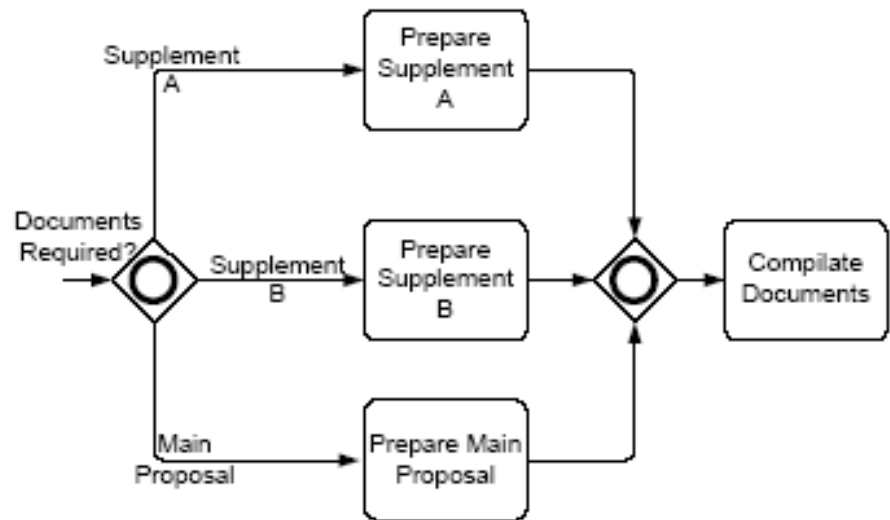 Supplement
A
Prepare
Supplement
A
Documents
Required?
Supplement
B
Prepare
Supplement
B
Compilate
Documents
Main
Proposal
Prepare Main
Proposal